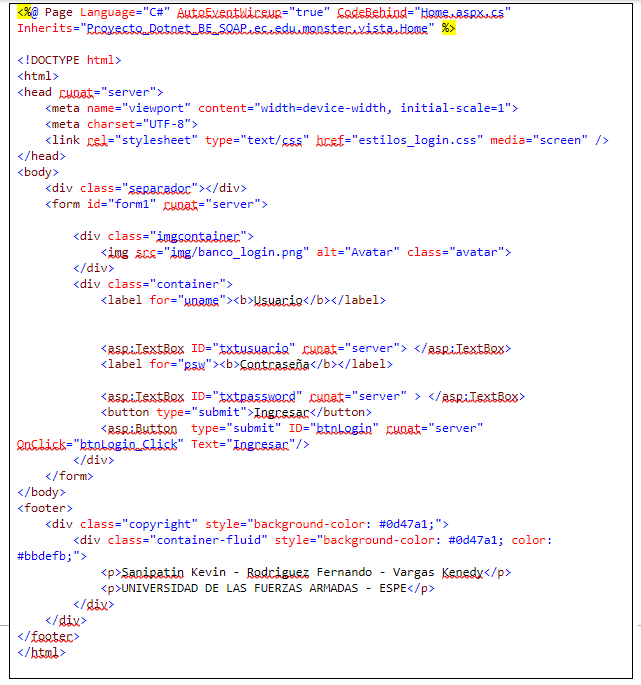 <%@ Page Language="C#" AutoEventWireup="true" CodeBehind="Home.aspx.cs"
Inherits="Proyecto_Dotnet_BE_SOAP.ec.edu.monster.vista.Home" %>
<!DOCTYPE html>
<html>
<head runat="server">
<meta name="viewport" content="width=device-width, initial-scale=1">
<meta charset="UTF-8">
<link rel="stylesheet" type="text/css" href="estilos_login.css" media="screen" />
</head>
<body>
<div class="separador"></div>
<form id="form1" runat="server">
<div class="imgcontainer">
<img src="img/banco_login.png" alt="Avatar" class="avatar">
</div>
<div class="container">
<label for="uname"><b>Usuario</b></label>
<asp:TextBox ID="txtusuario" runat="server"> </asp:TextBox>
<label for="psw"><b>Contraseña</b></label>
<asp:TextBox ID="txtpassword" runat="server" > </asp:TextBox>
<button type="submit">Ingresar</button>
<asp:Button  type="submit" ID="btnLogin" runat="server"
OnClick="btnLogin_Click" Text="Ingresar"/>
</div>
</form>
</body>
<footer>
<div class="copyright" style="background-color: #0d47a1;">
<div class="container-fluid" style="background-color: #0d47a1; color:
#bbdefb;">
<p>Sanipatin Kevin - Rodriguez Fernando - Vargas Kenedy</p>
<p>UNIVERSIDAD DE LAS FUERZAS ARMADAS - ESPE</p>
</div>
</div>
</footer>
</html>